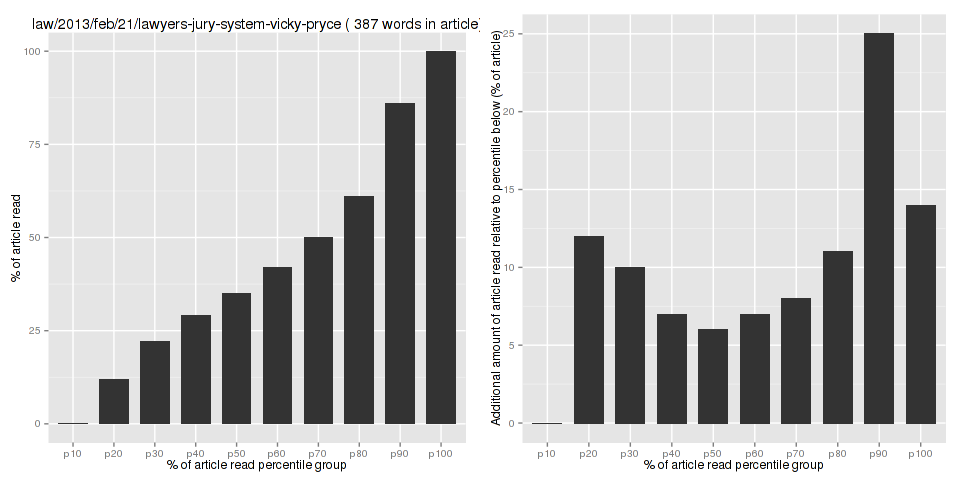 law/2013/feb/21/lawyers-jury-system-vicky-pryce ( 387 words in article)
% of article read
100
75
50
25
0
p10 p20 p30 p40 p50 p60 p70 p80 p90 p100
% of article read percentile group
Additional amount of article read relative to percentile below (% of article)
25
20
15
10
5
0
p10 p20 p30 p40 p50 p60 p70 p80 p90 p100
% of article read percentile group